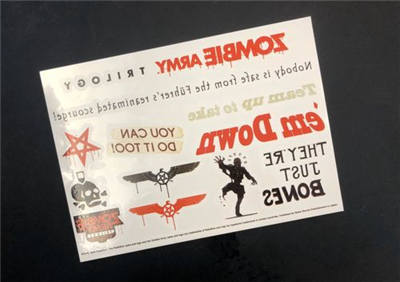 ZOMBIE ARMY TRILOGY
Nobody is safe from the Führer's reanimated scourge!
Team up to take
'em Down
YOU CAN
DO IT TOO!
THEY'RE
JUST
BONES
ZOMBIE